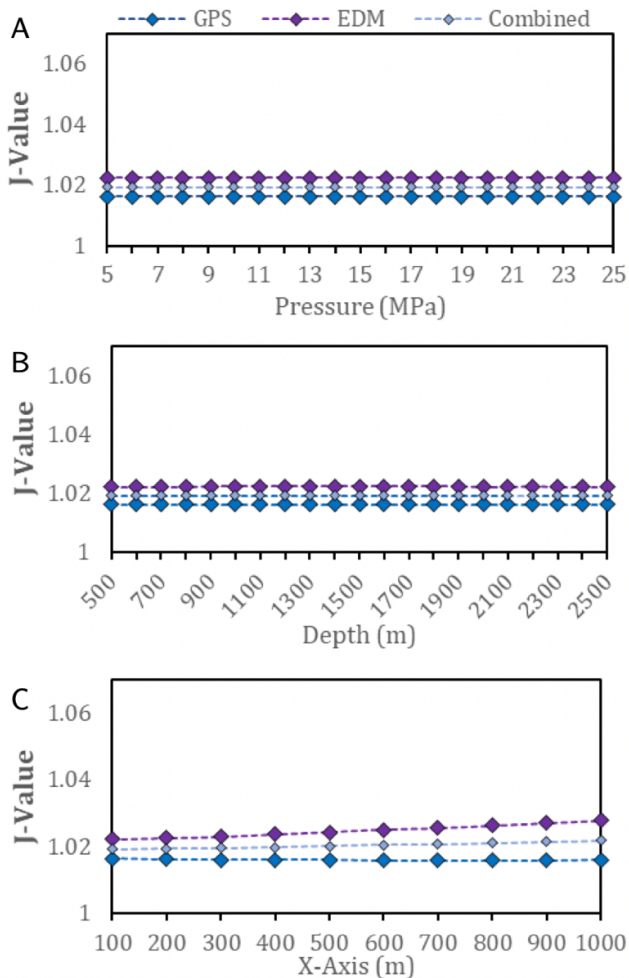 A
GPS EDM Combined
1.06
1.04
1.02
1
J-Value
5 7 9 11 13 15 17 19 21 23 25
Pressure (MPa)
B
1.06
1.04
1.02
1
J-Value
500 700 900 1100 1300 1500 1700 1900 2100 2300 2500
Depth (m)
C
1.06
1.04
1.02
1
J-Value
100 200 300 400 500 600 700 800 900 1000
X-Axis (m)